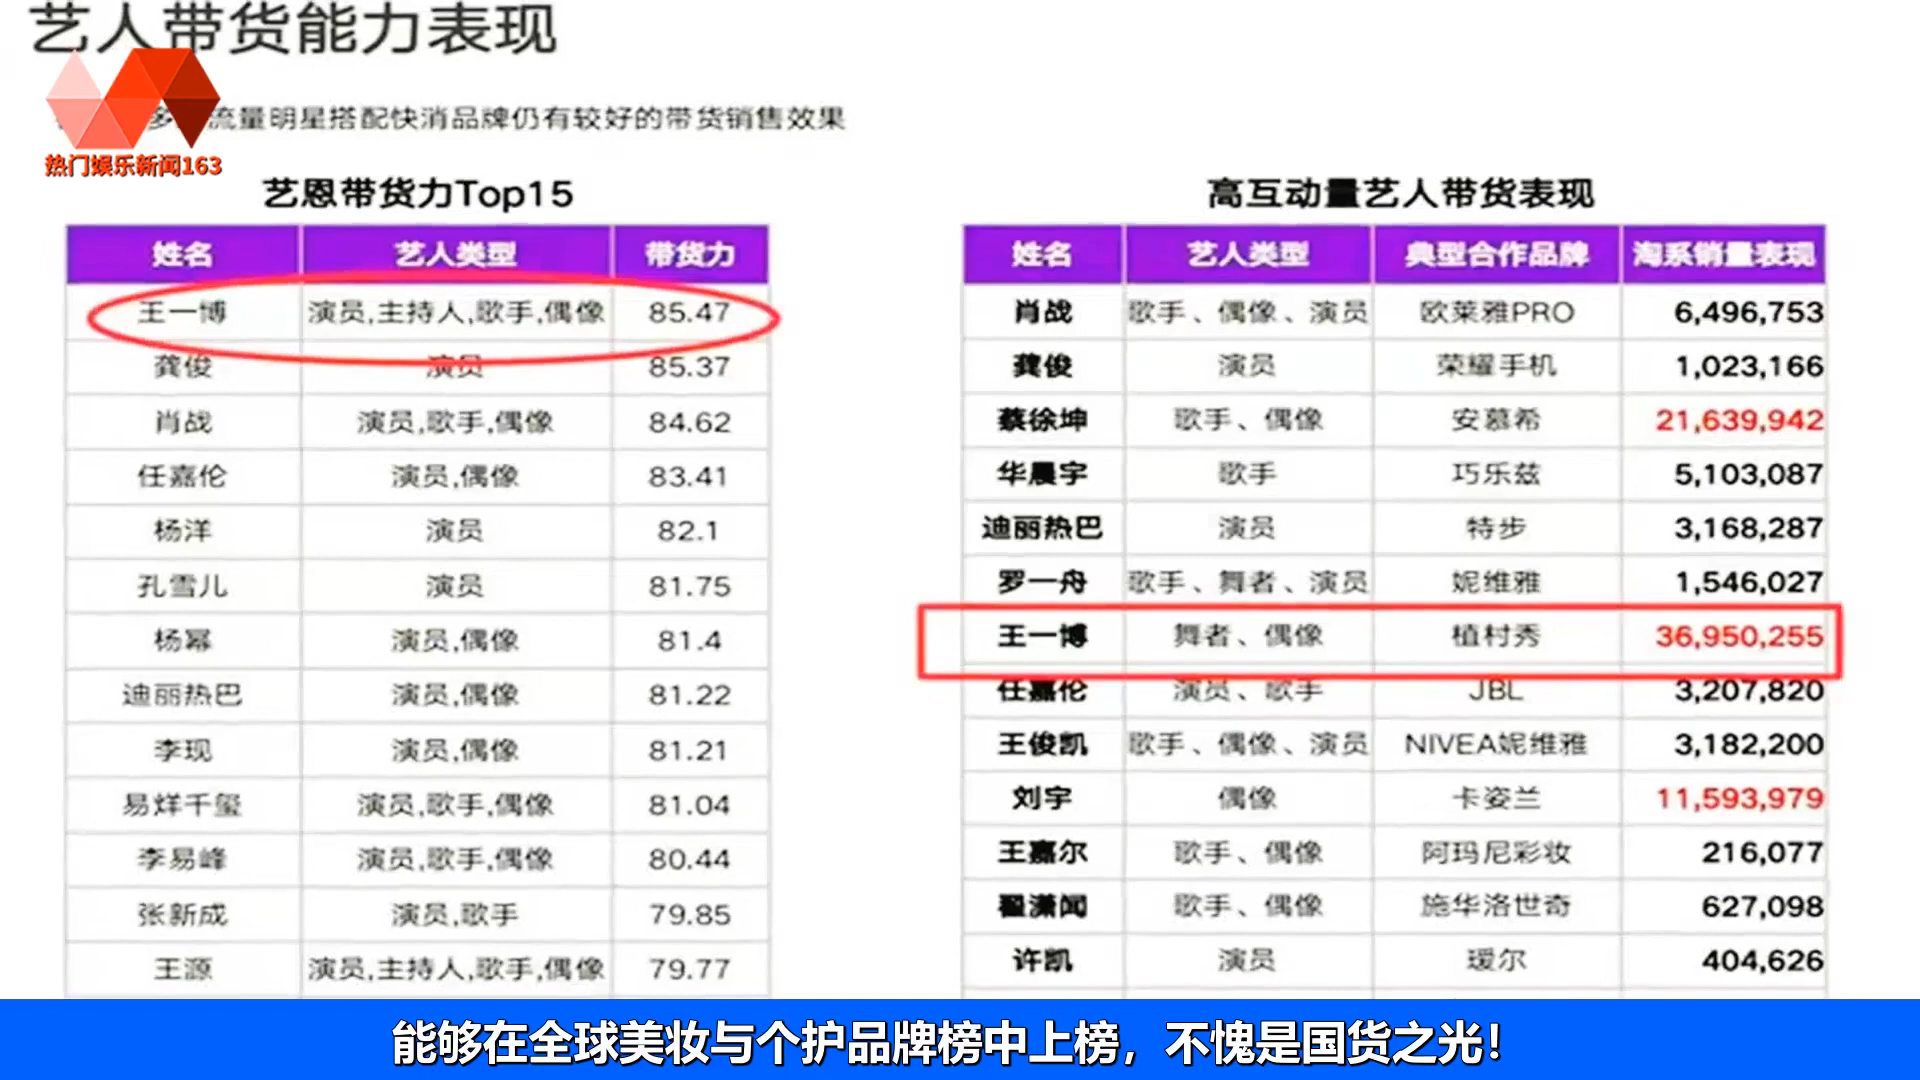 艺人带货能力表现
多 流量明星搭配快消品牌仍有较好的带货销售效果
热门娱乐新闻163
艺恩带货力Top15
姓名 艺人类型 带货力
王一博 演员,主持人,歌手,偶像 85.47
龚俊 演员 85.37
肖战 演员,歌手,偶像 84.62
任嘉伦 演员,偶像 83.41
杨洋 演员 82.1
孔雪儿 演员 81.75
杨幂 演员,偶像 81.4
迪丽热巴 演员,偶像 81.22
李现 演员,偶像 81.21
易烊千玺 演员,歌手,偶像 81.04
李易峰 演员,歌手,偶像 80.44
张新成 演员,歌手 79.85
王源 演员,主持人,歌手,偶像 79.77
高互动量艺人带货表现
姓名 艺人类型 典型合作品牌 淘系销量表现
肖战 歌手、偶像、演员 欧莱雅PRO 6,496,753
龚俊 演员 荣耀手机 1,023,166
蔡徐坤 歌手、偶像 安慕希 21,639,942
华晨宇 歌手 巧乐兹 5,103,087
迪丽热巴 演员 特步 3,168,287
罗一舟 歌手、舞者、演员 妮维雅 1,546,027
王一博 舞者、偶像 植村秀 36,950,255
任嘉伦 演员、歌手 JBL 3,207,820
王俊凯 歌手、偶像、演员 NIVEA妮维雅 3,182,200
刘宇 偶像 卡姿兰 11,593,979
王嘉尔 歌手、偶像 阿玛尼彩妆 216,077
翟潇闻 歌手、偶像 施华洛世奇 627,098
许凯 演员 瑷尔 404,626
能够在全球美妆与个护品牌榜中上榜，不愧是国货之光！